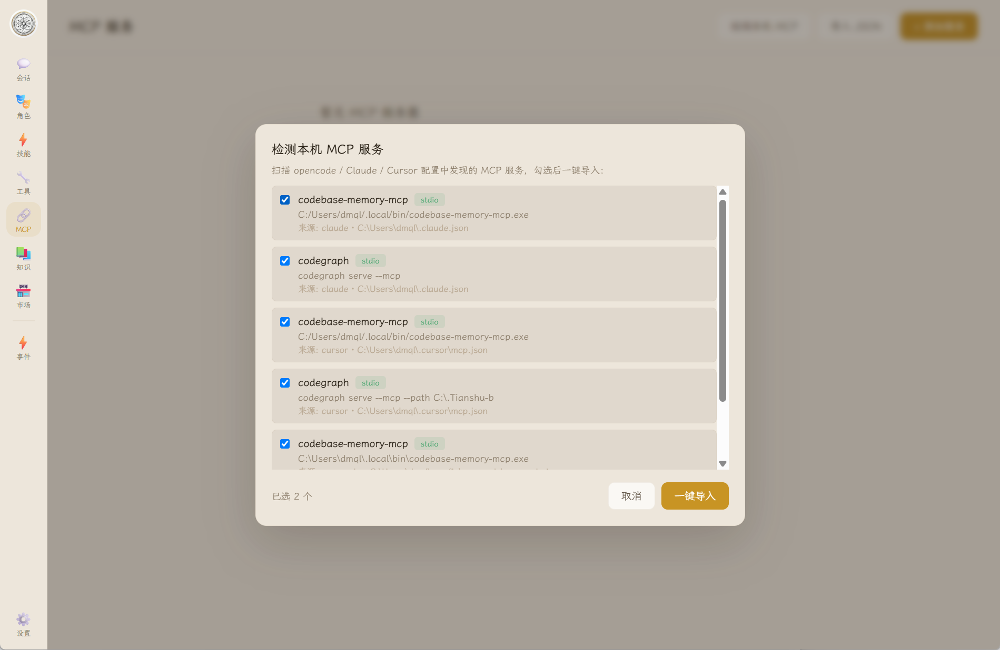 会话
角色
技能
工具
MCP
知识
24H
市场
事件
设置
MCP 服务
检测本机 MCP 服务
扫描 opencode / Claude / Cursor 配置中发现的 MCP 服务，勾选后一键导入：
codebase-memory-mcp stdio
C:/Users/dmql/.local/bin/codebase-memory-mcp.exe
来源: claude • C:\Users\dmql\.claude.json
codegraph stdio
codegraph serve --mcp
来源: claude • C:\Users\dmql\.claude.json
codebase-memory-mcp stdio
C:/Users/dmql/.local/bin/codebase-memory-mcp.exe
来源: cursor • C:\Users\dmql\.cursor\mcp.json
codegraph stdio
codegraph serve --mcp --path C:\.Tianshu-b
来源: cursor • C:\Users\dmql\.cursor\mcp.json
codebase-memory-mcp stdio
C:\Users\dmql\.local\bin\codebase-memory-mcp.exe
已选 2 个
取消
一键导入